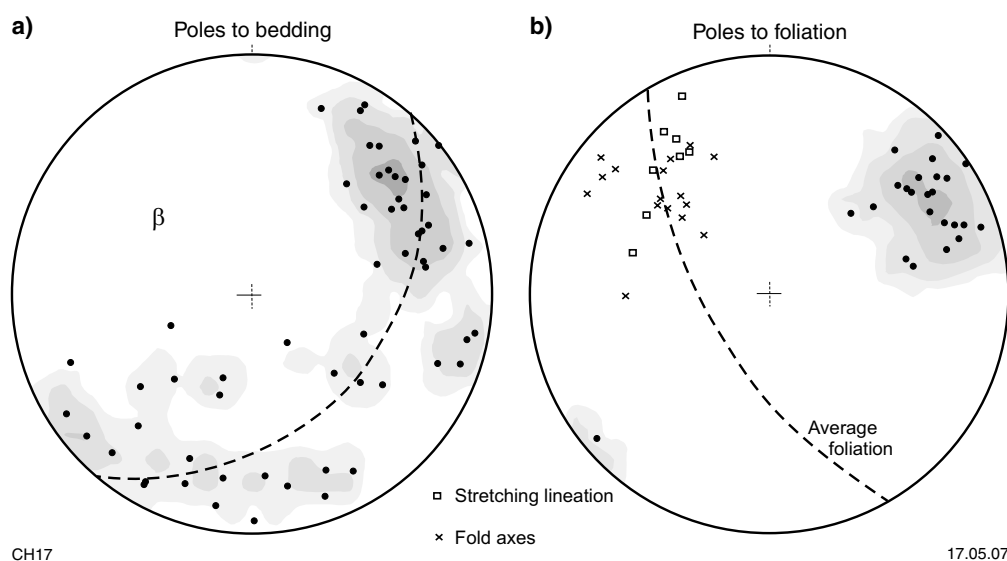 a) Poles to bedding
b) Poles to foliation
β
Average
foliation
□ Stretching lineation
× Fold axes
CH17
17.05.07